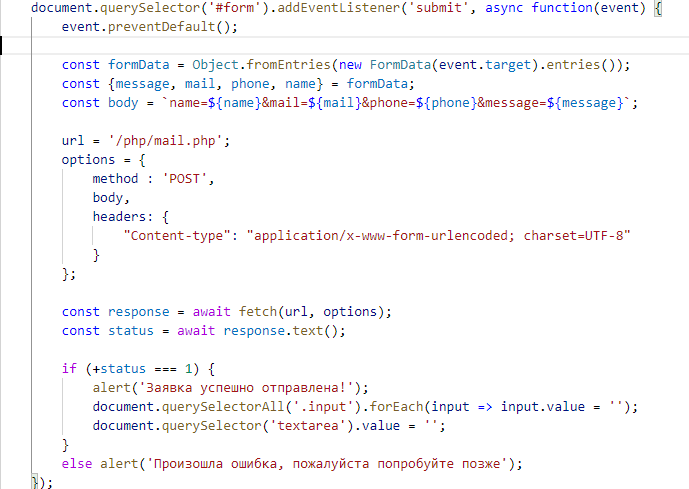 document.querySelector('#form').addEventListener('submit', async function(event) {
    event.preventDefault();

    const formData = Object.fromEntries(new FormData(event.target).entries());
    const {message, mail, phone, name} = formData;
    const body = `name=${name}&mail=${mail}&phone=${phone}&message=${message}`;

    url = '/php/mail.php';
    options = {
        method : 'POST',
        body,
        headers: {
            "Content-type": "application/x-www-form-urlencoded; charset=UTF-8"
        }
    };

    const response = await fetch(url, options);
    const status = await response.text();

    if (+status === 1) {
        alert('Заявка успешно отправлена!');
        document.querySelectorAll('.input').forEach(input => input.value = '');
        document.querySelector('textarea').value = '';
    }
    else alert('Произошла ошибка, пожалуйста попробуйте позже');
});